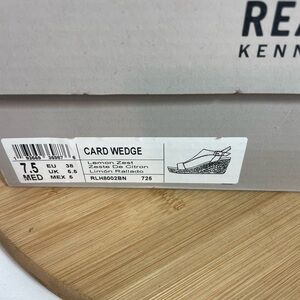 REA
KENN
7.5
MED
EU 38
UK 5.5
MEX 5
CARD WEDGE
Lemon Zest
Zeste De Citron
Limón Rallado
RLH8002BN 725